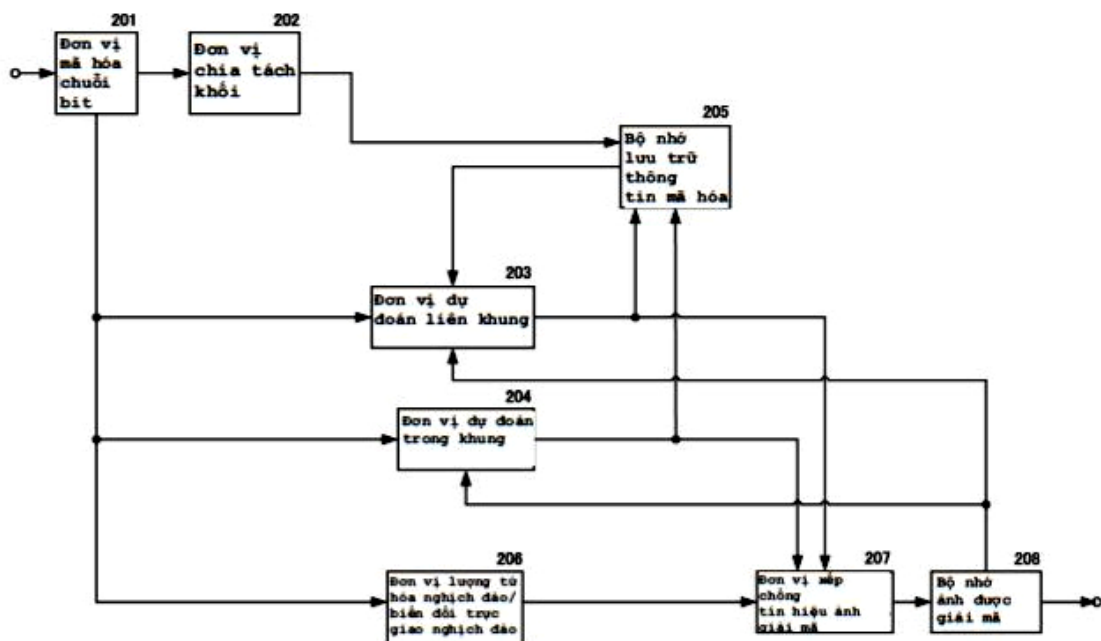 201
Đơn vị
mã hóa
chuỗi
bit
202
Đơn vị
chia tách
khối
205
Bộ nhớ
lưu trữ
thông
tin mã hóa
203
Đơn vị dự
đoán liên khung
204
Đơn vị dự đoán
trong khung
206
Đơn vị lượng tử
hóa nghịch đảo/
biến đổi trực
giao nghịch đảo
207
Đơn vị xếp
chồng
tín hiệu ảnh
giải mã
208
Bộ nhớ
ảnh được
giải mã